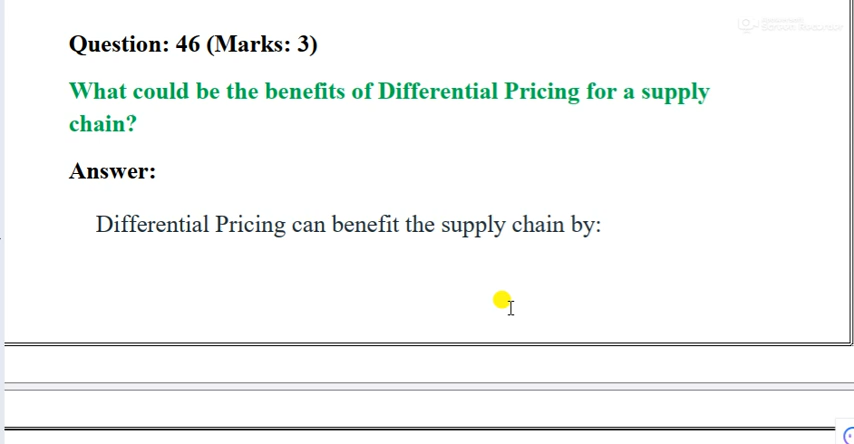 Question: 46 (Marks: 3)
What could be the benefits of Differential Pricing for a supply
chain?
Answer:
Differential Pricing can benefit the supply chain by: